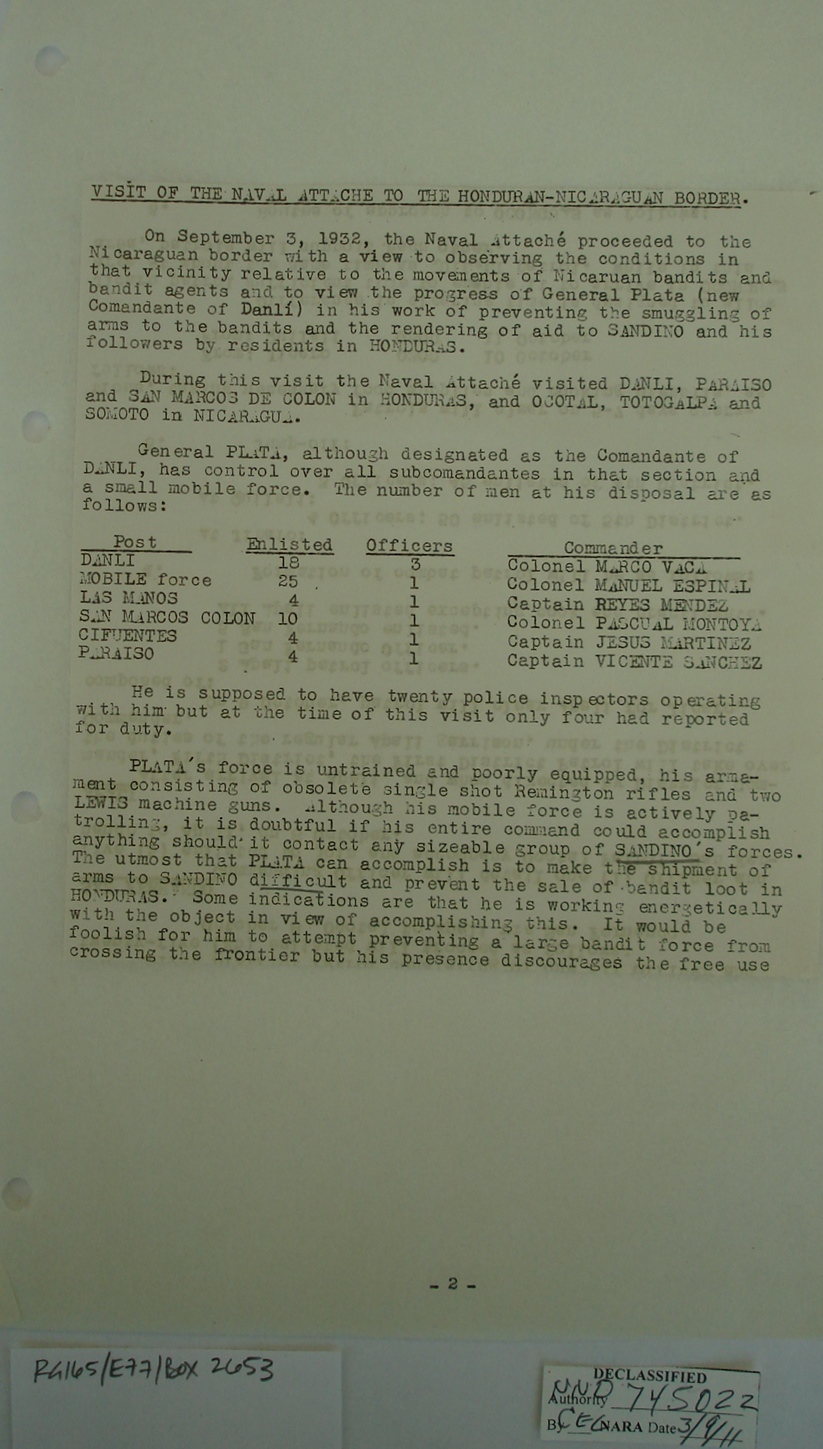 VISIT OF THE NAVAL ATTACHE TO THE HONDURAN-NICARAGUAN BORDER.
On September 3, 1932, the Naval Attaché proceeded to the
Nicaraguan border with a view to observing the conditions in
that vicinity relative to the movements of Nicaruan bandits and
bandit agents and to view the progress of General Plata (new
Comandante of Danlí) in his work of preventing the smuggling of
arms to the bandits and the rendering of aid to SANDINO and his
followers by residents in HONDURAS.
During this visit the Naval Attaché visited DANLI, PARAISO
and SAN MARCOS DE COLON in HONDURAS, and OCOTAL, TOTOGALPA and
SOMOTO in NICARAGUA.
General PLATA, although designated as the Comandante of
DANLI, has control over all subcomandantes in that section and
a small mobile force. The number of men at his disposal are as
follows:
Post Enlisted Officers Commander
DANLI 18 3 Colonel MARCO VACA
MOBILE force 25 1 Colonel MANUEL ESPINAL
LAS MANOS 4 1 Captain REYES MENDEZ
SAN MARCOS COLON 10 1 Colonel PASCUAL MONTOYA
CIFUENTES 4 1 Captain JESUS MARTINEZ
PARAISO 4 1 Captain VICENTE SANCHEZ
He is supposed to have twenty police inspectors operating
with him but at the time of this visit only four had reported
for duty.
PLATA's force is untrained and poorly equipped, his arma-
ment consisting of obsolete single shot Remington rifles and two
LEWIS machine guns. Although his mobile force is actively pa-
trolling, it is doubtful if his entire command could accomplish
anything should it contact any sizeable group of SANDINO's forces.
The utmost that PLATA can accomplish is to make the shipment of
arms to SANDINO difficult and prevent the sale of bandit loot in
HONDURAS. Some indications are that he is working energetically
with the object in view of accomplishing this. It would be
foolish for him to attempt preventing a large bandit force from
crossing the frontier but his presence discourages the free use
- 2 -
RG165/E77/BOX 2653
DECLASSIFIED
Authority NND 745022
By CEC NARA Date 3/9/11